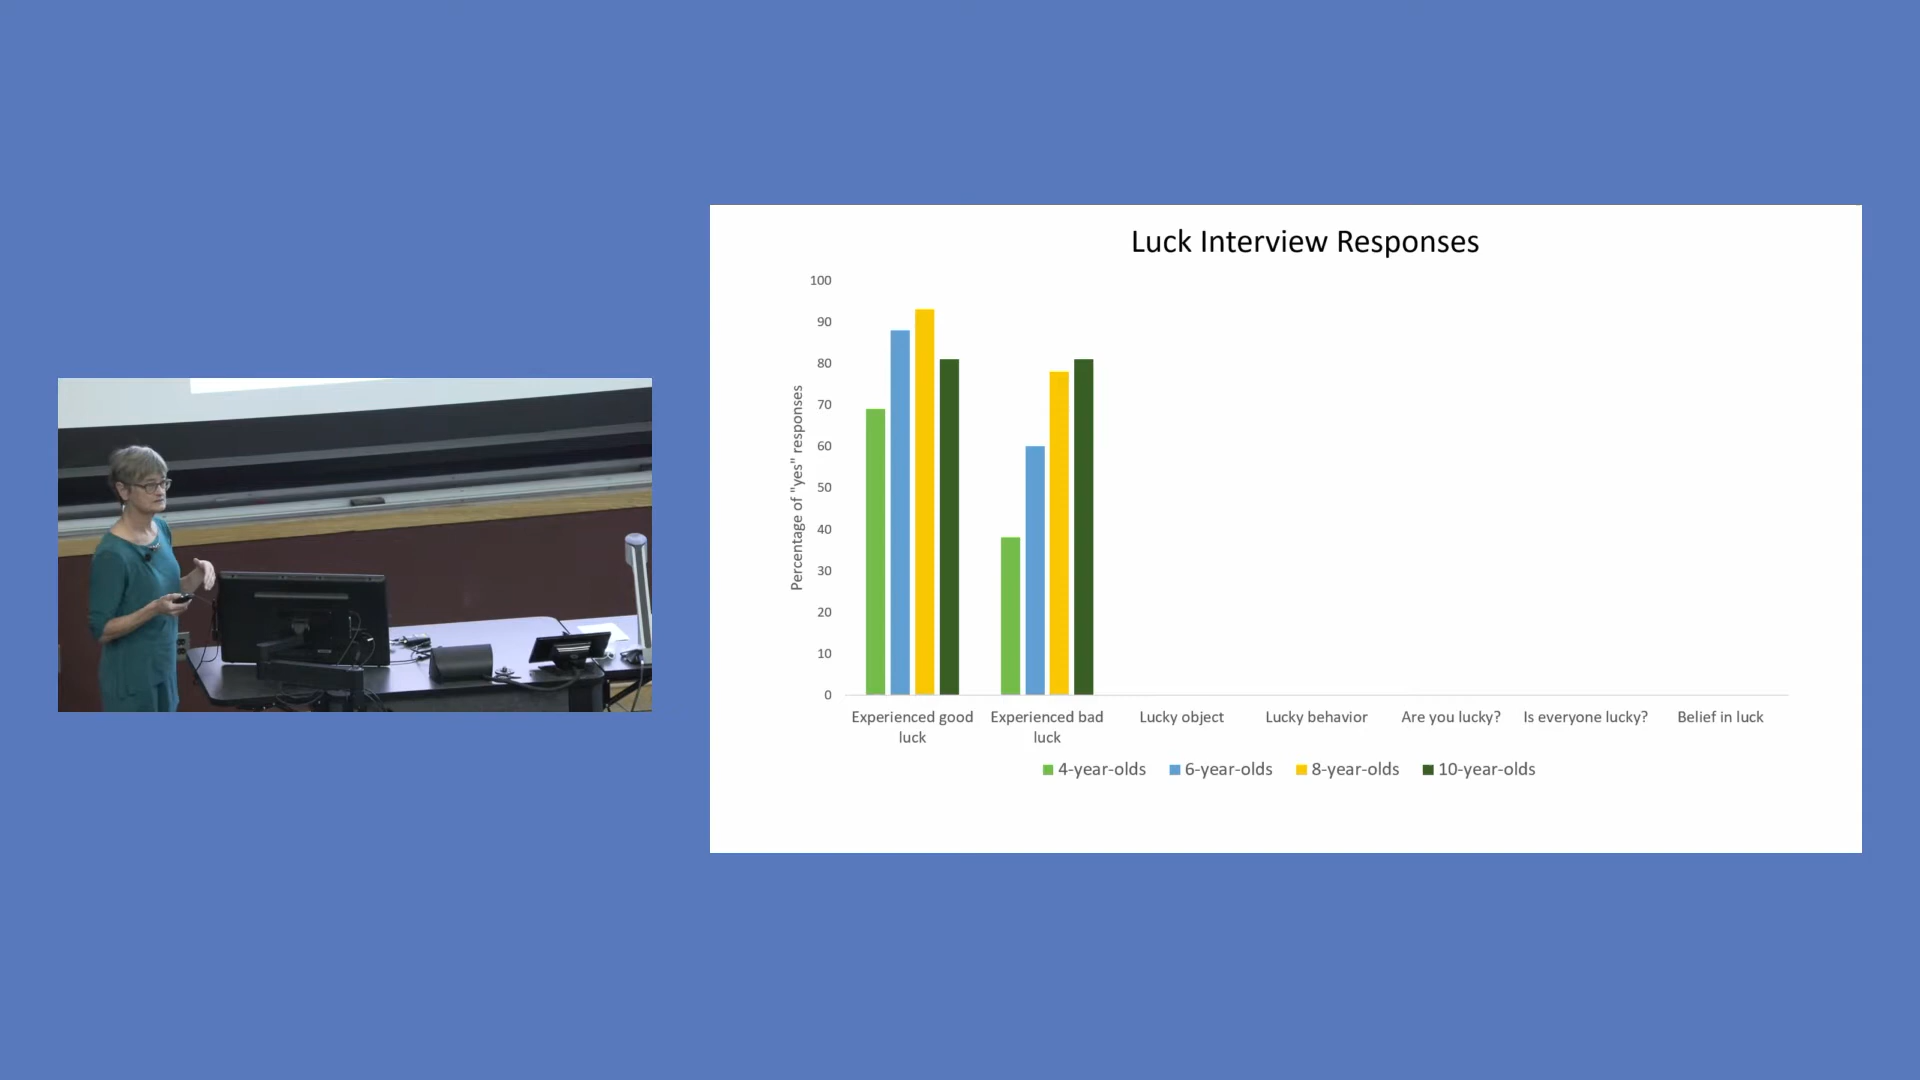 Luck Interview Responses
100
90
80
70
60
50
40
30
20
10
0
Percentage of "yes" responses
Experienced good luck
Experienced bad luck
Lucky object
Lucky behavior
Are you lucky?
Is everyone lucky?
Belief in luck
4-year-olds
6-year-olds
8-year-olds
10-year-olds